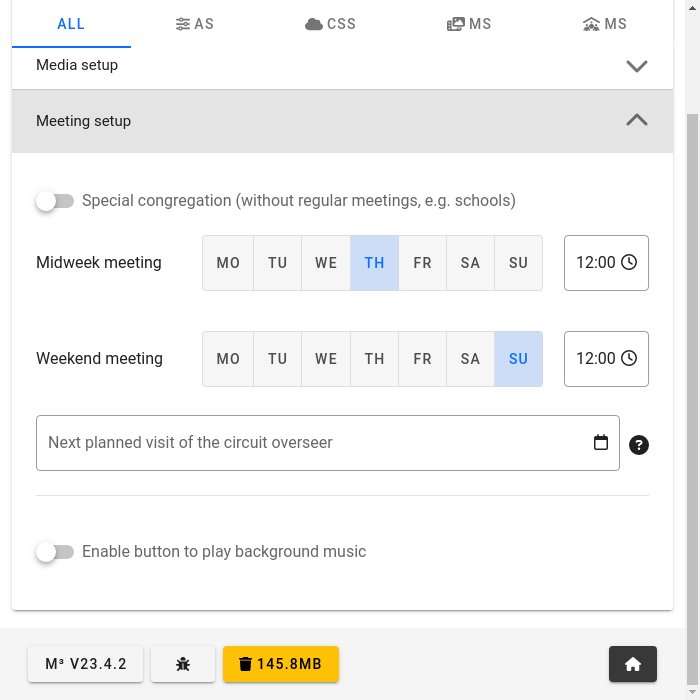 ALL AS CSS MS MS
Media setup
Meeting setup
Special congregation (without regular meetings, e.g. schools)
Midweek meeting MO TU WE TH FR SA SU 12:00
Weekend meeting MO TU WE TH FR SA SU 12:00
Next planned visit of the circuit overseer ?
Enable button to play background music
M³ V23.4.2 145.8MB